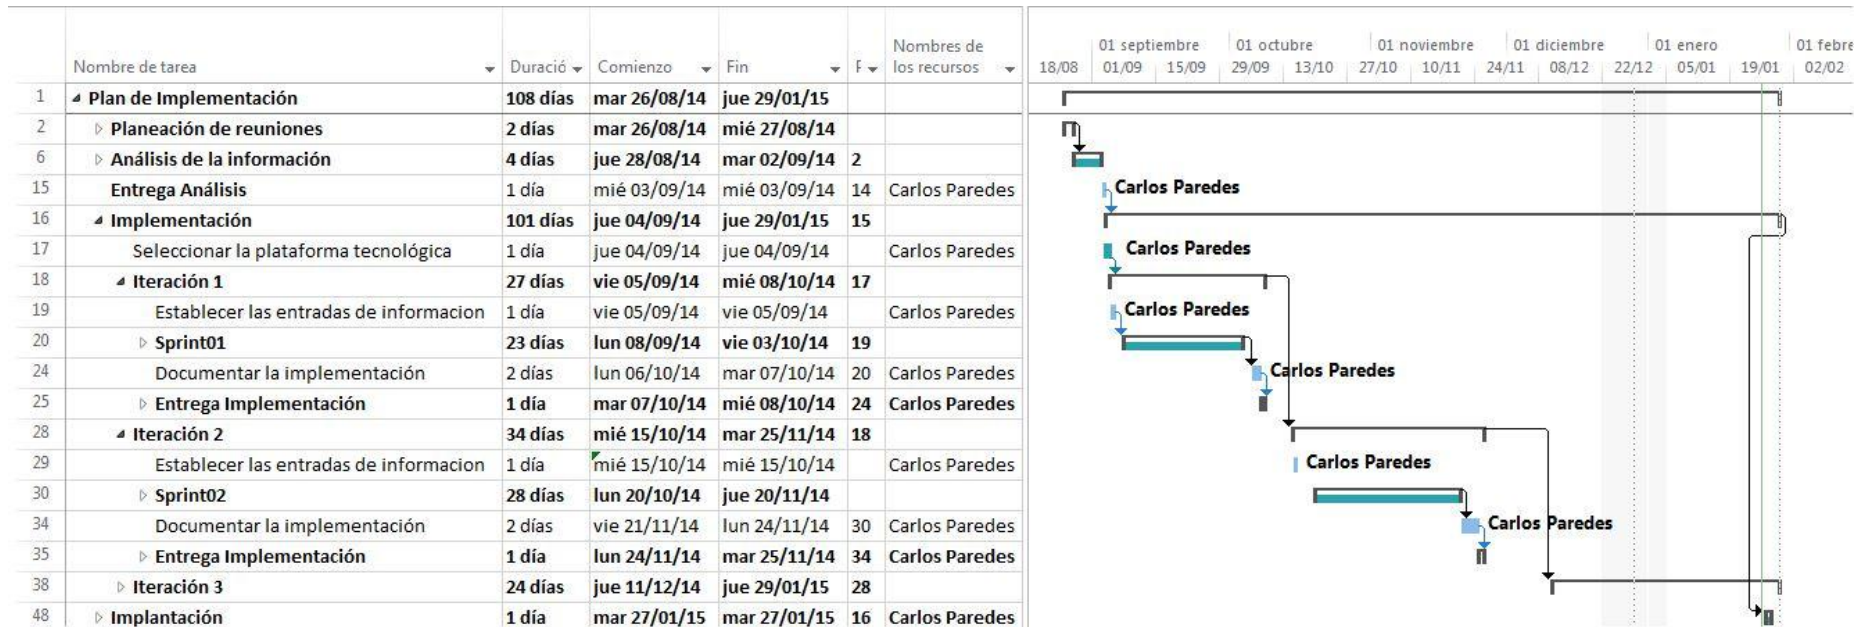 01 septiembre 01 octubre 01 noviembre 01 diciembre 01 enero 01 febre
Nombre de tarea Duració Comienzo Fin F Nombres de los recursos 18/08 01/09 15/09 29/09 13/10 27/10 10/11 24/11 08/12 22/12 05/01 19/01 02/02
1 Plan de Implementación 108 días mar 26/08/14 jue 29/01/15
2 Planeación de reuniones 2 días mar 26/08/14 mié 27/08/14
6 Análisis de la información 4 días jue 28/08/14 mar 02/09/14 2
15 Entrega Análisis 1 día mié 03/09/14 mié 03/09/14 14 Carlos Paredes Carlos Paredes
16 Implementación 101 días jue 04/09/14 jue 29/01/15 15
17 Seleccionar la plataforma tecnológica 1 día jue 04/09/14 jue 04/09/14 Carlos Paredes Carlos Paredes
18 Iteración 1 27 días vie 05/09/14 mié 08/10/14 17
19 Establecer las entradas de informacion 1 día vie 05/09/14 vie 05/09/14 Carlos Paredes Carlos Paredes
20 Sprint01 23 días lun 08/09/14 vie 03/10/14 19
24 Documentar la implementación 2 días lun 06/10/14 mar 07/10/14 20 Carlos Paredes Carlos Paredes
25 Entrega Implementación 1 día mar 07/10/14 mié 08/10/14 24 Carlos Paredes
28 Iteración 2 34 días mié 15/10/14 mar 25/11/14 18
29 Establecer las entradas de informacion 1 día mié 15/10/14 mié 15/10/14 Carlos Paredes Carlos Paredes
30 Sprint02 28 días lun 20/10/14 jue 20/11/14
34 Documentar la implementación 2 días vie 21/11/14 lun 24/11/14 30 Carlos Paredes Carlos Paredes
35 Entrega Implementación 1 día lun 24/11/14 mar 25/11/14 34 Carlos Paredes
38 Iteración 3 24 días jue 11/12/14 jue 29/01/15 28
48 Implantación 1 día mar 27/01/15 mar 27/01/15 16 Carlos Paredes